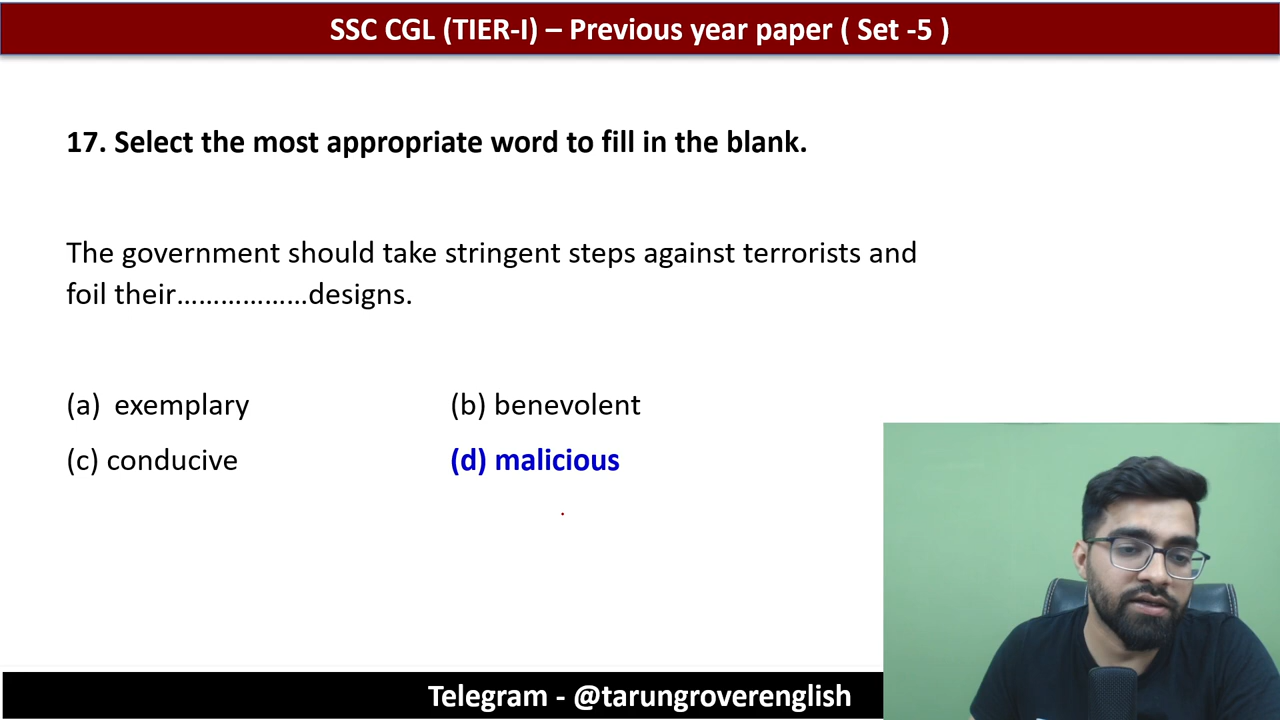 SSC CGL (TIER-I) – Previous year paper ( Set -5 )
17. Select the most appropriate word to fill in the blank.
The government should take stringent steps against terrorists and
foil their………………designs.
(a) exemplary (b) benevolent
(c) conducive (d) malicious
Telegram - @tarungroverenglish